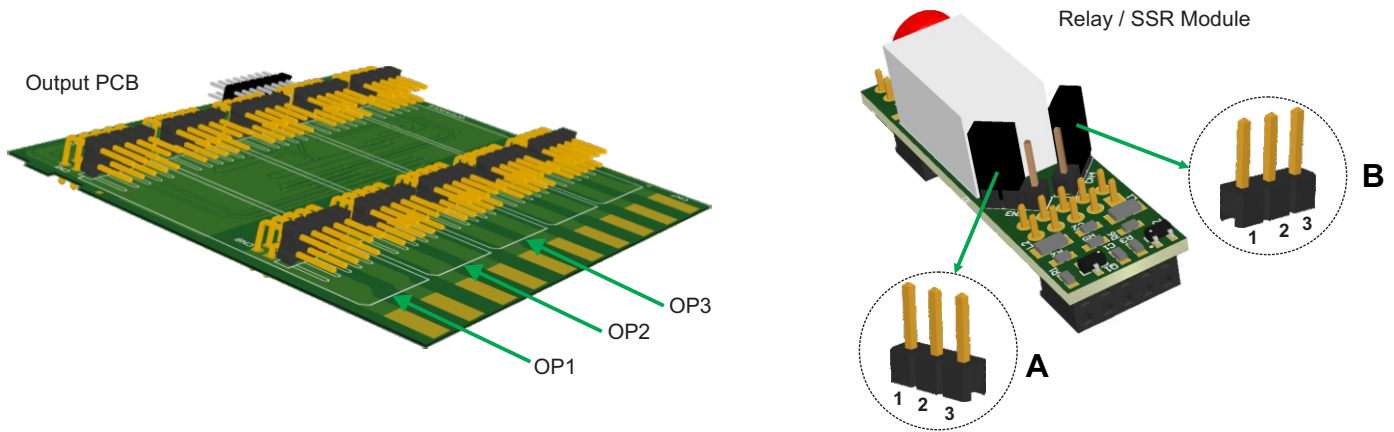 Relay / SSR Module
Output PCB
B
1 2 3
OP3
OP2
OP1
A
1 2 3